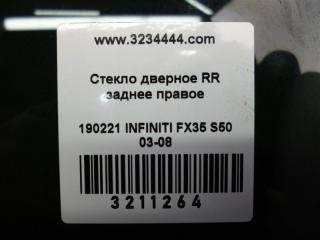 www.3234444.com
Стекло дверное RR
заднее правое
190221 INFINITI FX35 S50
03-08
3211264